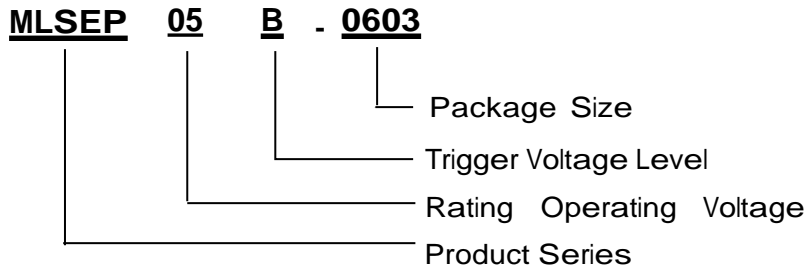 MLSEP 05 B - 0603
Package Size
Trigger Voltage Level
Rating Operating Voltage
Product Series